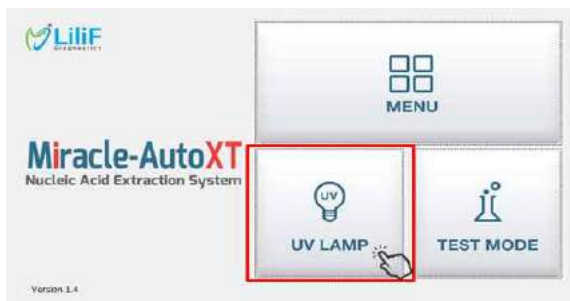 LiliF
Diagnostics
MENU
Miracle-AutoXT
Nucleic Acid Extraction System
UV
UV LAMP
TEST MODE
Version 1.4